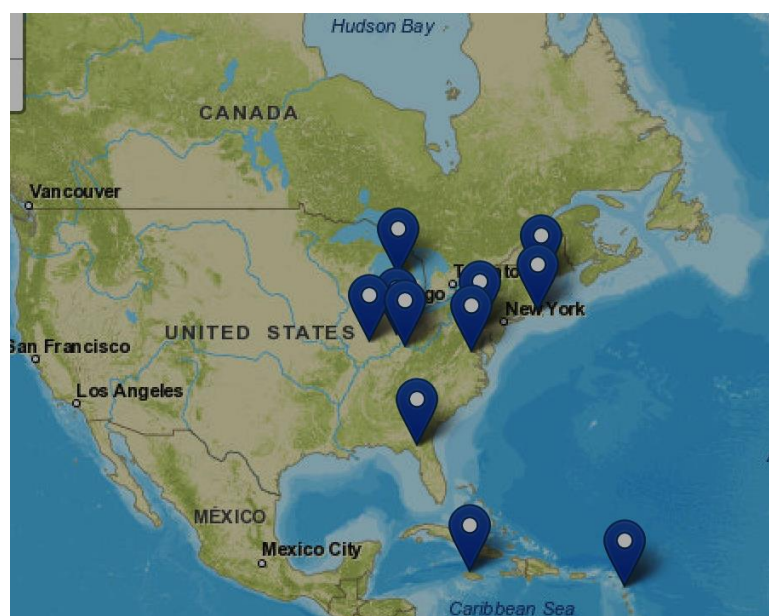 Hudson Bay
CANADA
Vancouver
New York
UNITED STATES
San Francisco
Los Angeles
MÉXICO
Mexico City
Caribbean Sea